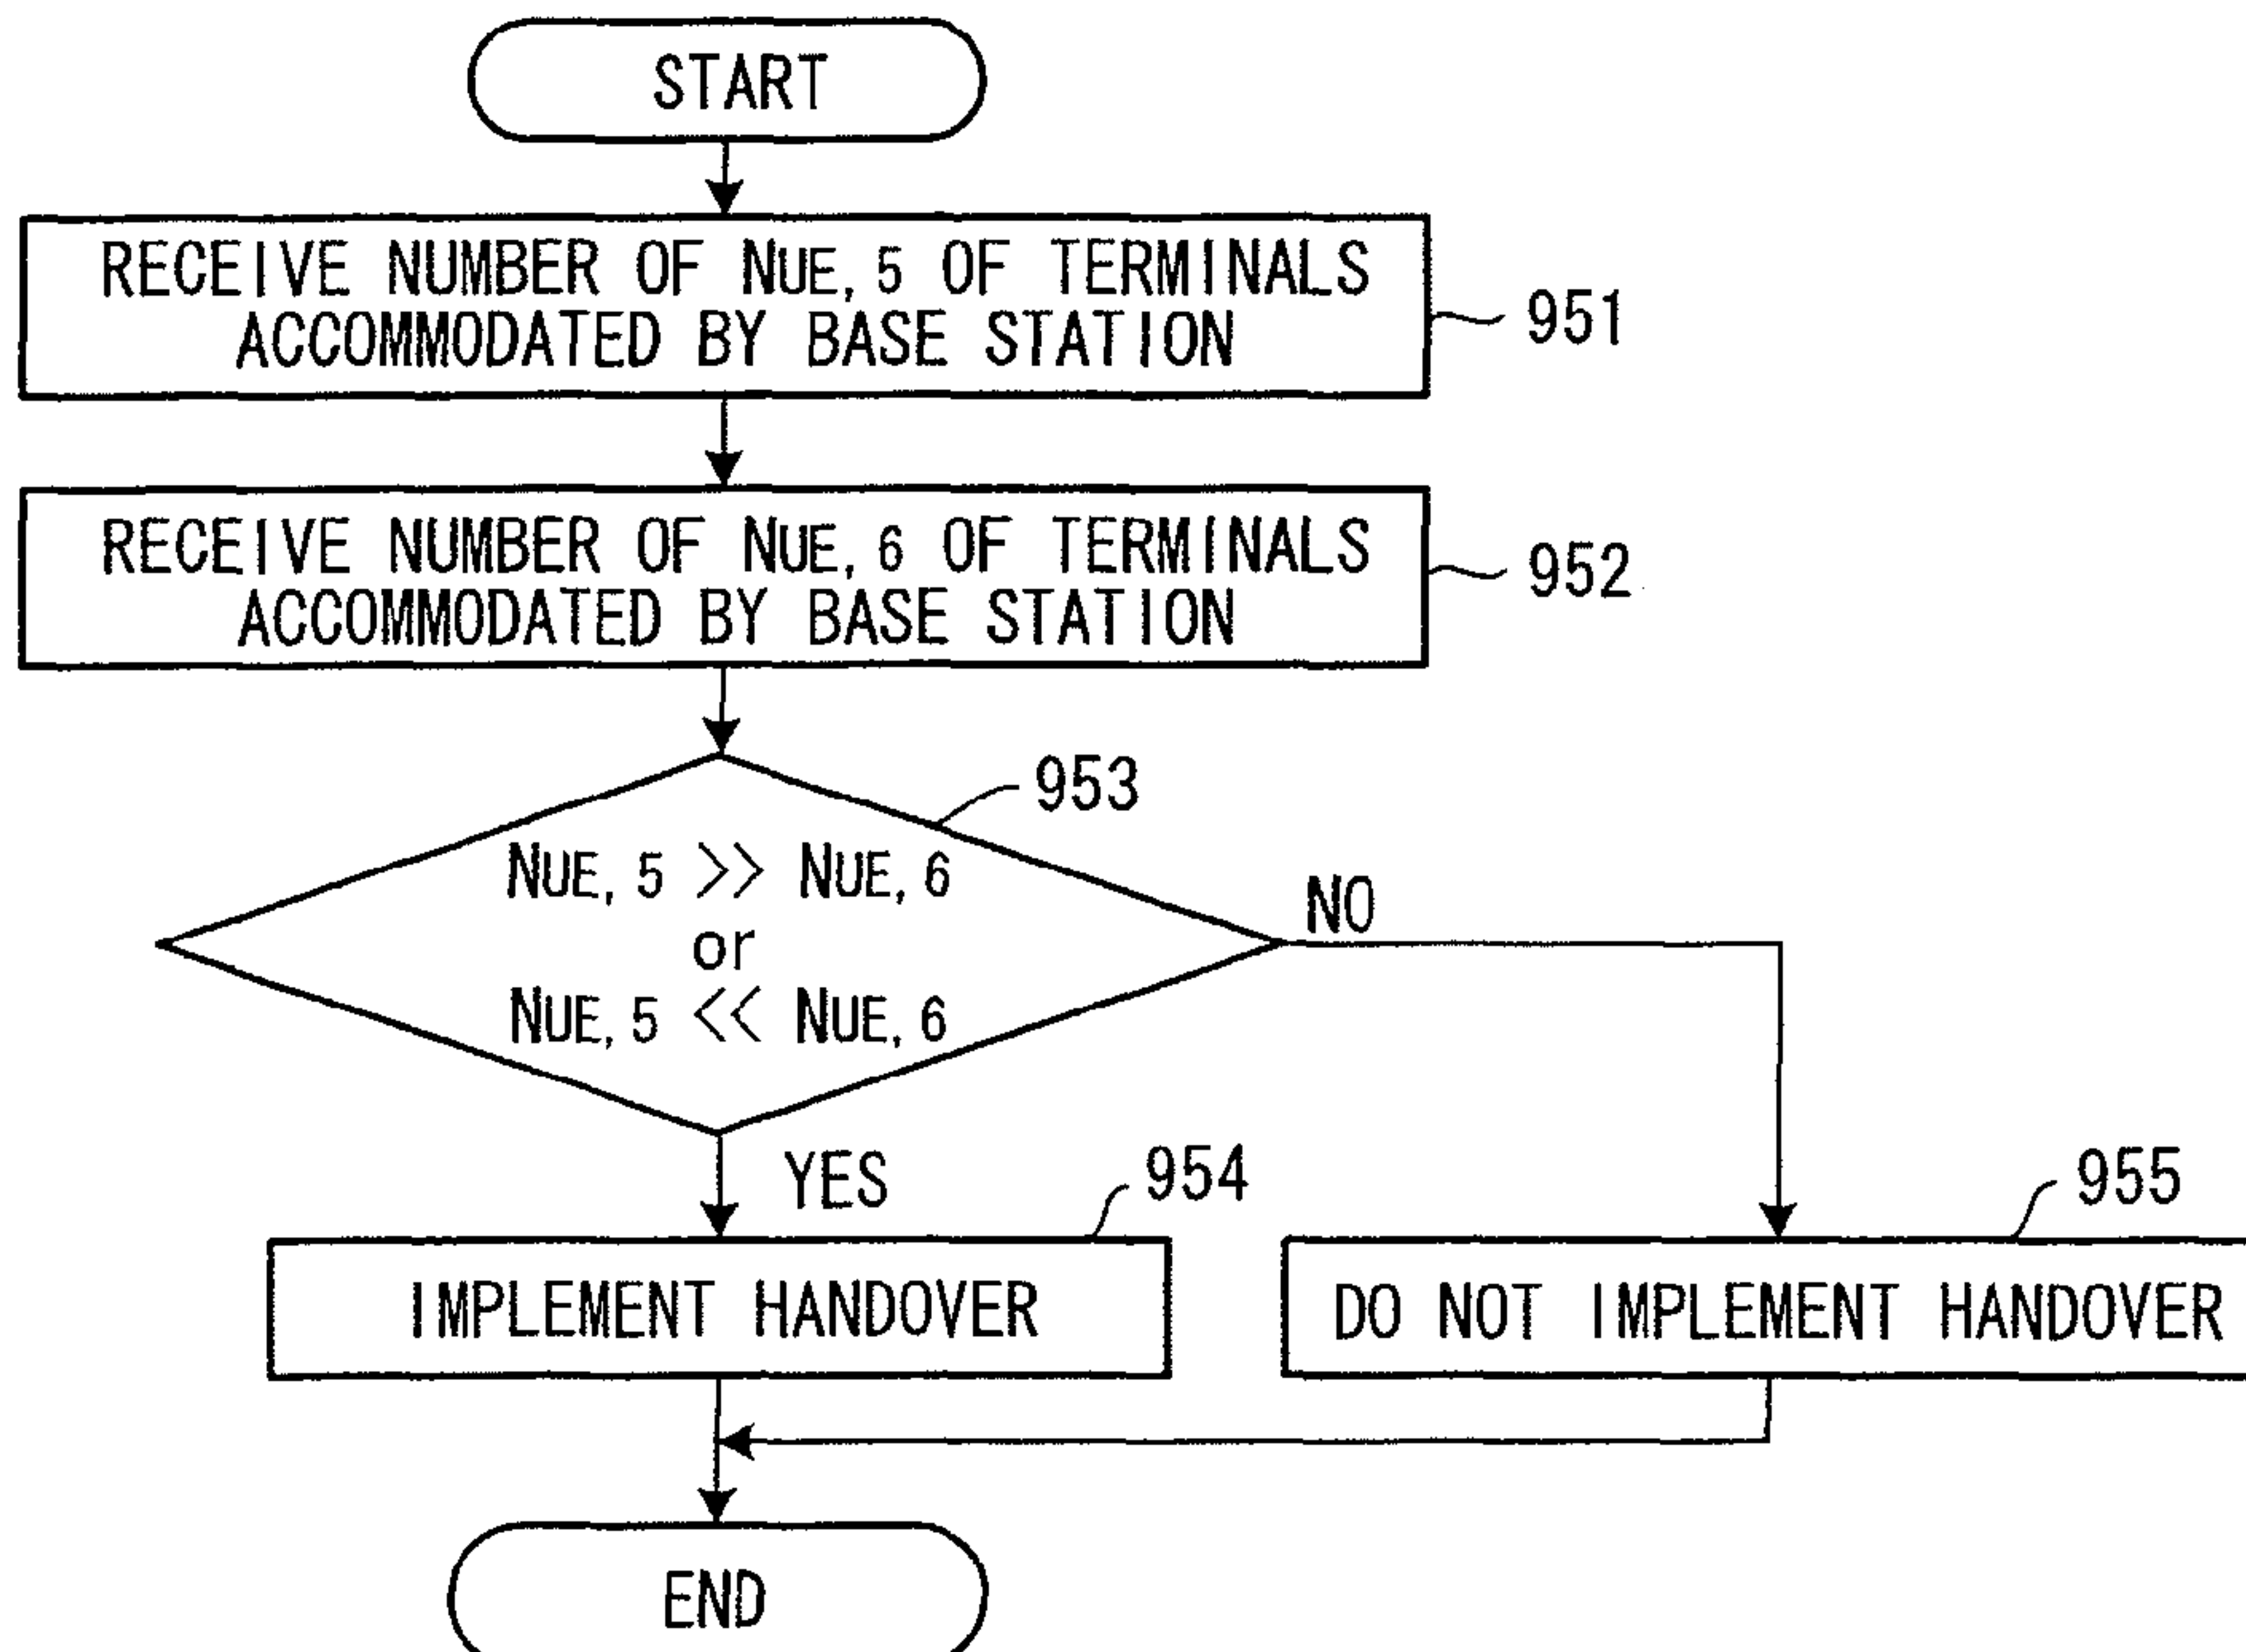 START
RECEIVE NUMBER OF NUE, 5 OF TERMINALS
ACCOMMODATED BY BASE STATION
951
RECEIVE NUMBER OF NUE, 6 OF TERMINALS
ACCOMMODATED BY BASE STATION
952
953
NUE, 5 >> NUE, 6
or
NUE, 5 << NUE, 6
NO
YES
954
955
IMPLEMENT HANDOVER
DO NOT IMPLEMENT HANDOVER
END